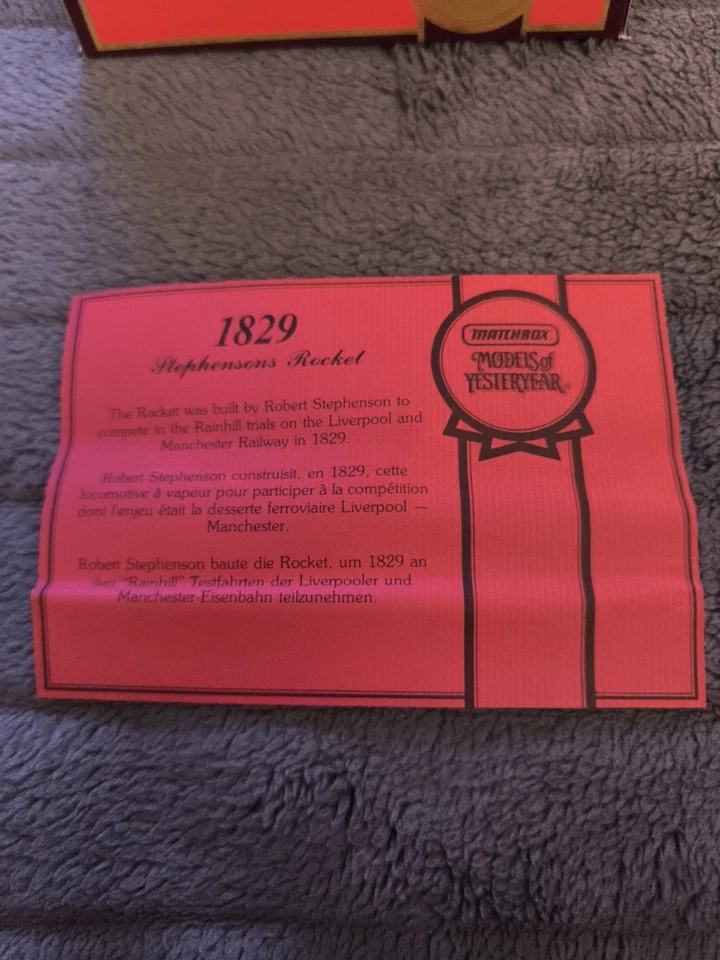 1829
Stephensons Rocket
The Rocket was built by Robert Stephenson to
compete in the Rainhill trials on the Liverpool and
Manchester Railway in 1829.
Robert Stephenson construisit, en 1829, cette
locomotive à vapeur pour participer à la compétition
dont l'enjeu était la desserte ferroviaire Liverpool —
Manchester.
Robert Stephenson baute die Rocket, um 1829 an
den "Rainhill" Testfahrten der Liverpooler und
Manchester-Eisenbahn teilzunehmen.
MATCHBOX
MODELS of
YESTERYEAR